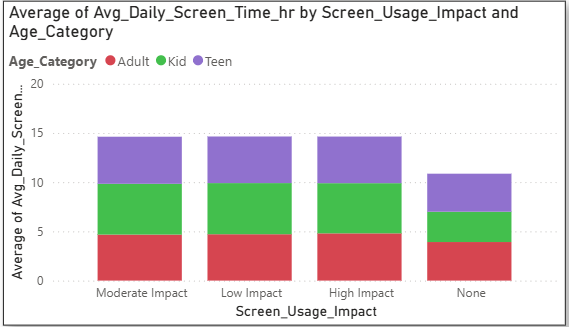 Average of Avg_Daily_Screen_Time_hr by Screen_Usage_Impact and
Age_Category
Age_Category Adult Kid Teen
Average of Avg_Daily_Screen...
20
15
10
5
0
Moderate Impact Low Impact High Impact None
Screen_Usage_Impact